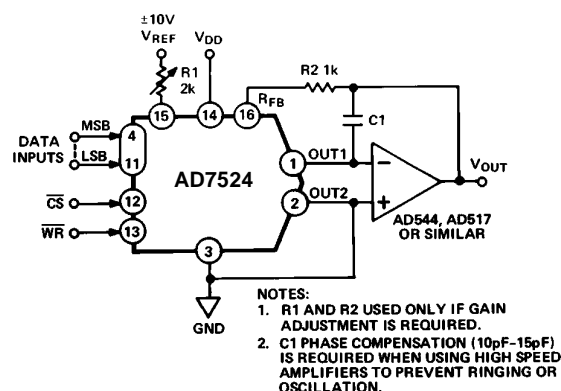 ±10V
VREF
VDD
R1
2k
R2 1k
RFB
15
14
16
C1
MSB
4
DATA
INPUTS
LSB
11
AD7524
1
OUT1
−
VOUT
CS
12
2
OUT2
+
WR
13
AD544, AD517
OR SIMILAR
3
GND
NOTES:
1. R1 AND R2 USED ONLY IF GAIN
ADJUSTMENT IS REQUIRED.
2. C1 PHASE COMPENSATION (10pF-15pF)
IS REQUIRED WHEN USING HIGH SPEED
AMPLIFIERS TO PREVENT RINGING OR
OSCILLATION.